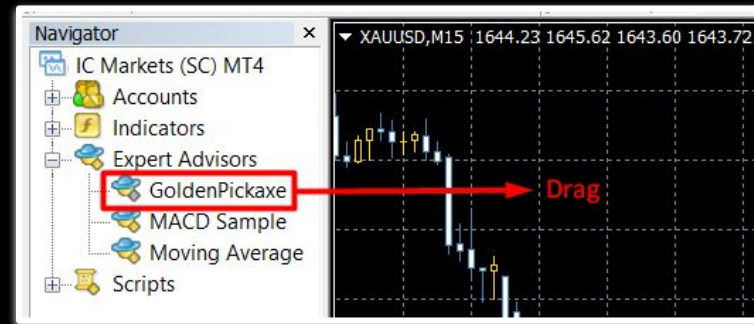 Navigator ×
IC Markets (SC) MT4
Accounts
Indicators
Expert Advisors
GoldenPickaxe
MACD Sample
Moving Average
Scripts
XAUUSD,M15 1644.23 1645.62 1643.60 1643.72
Drag